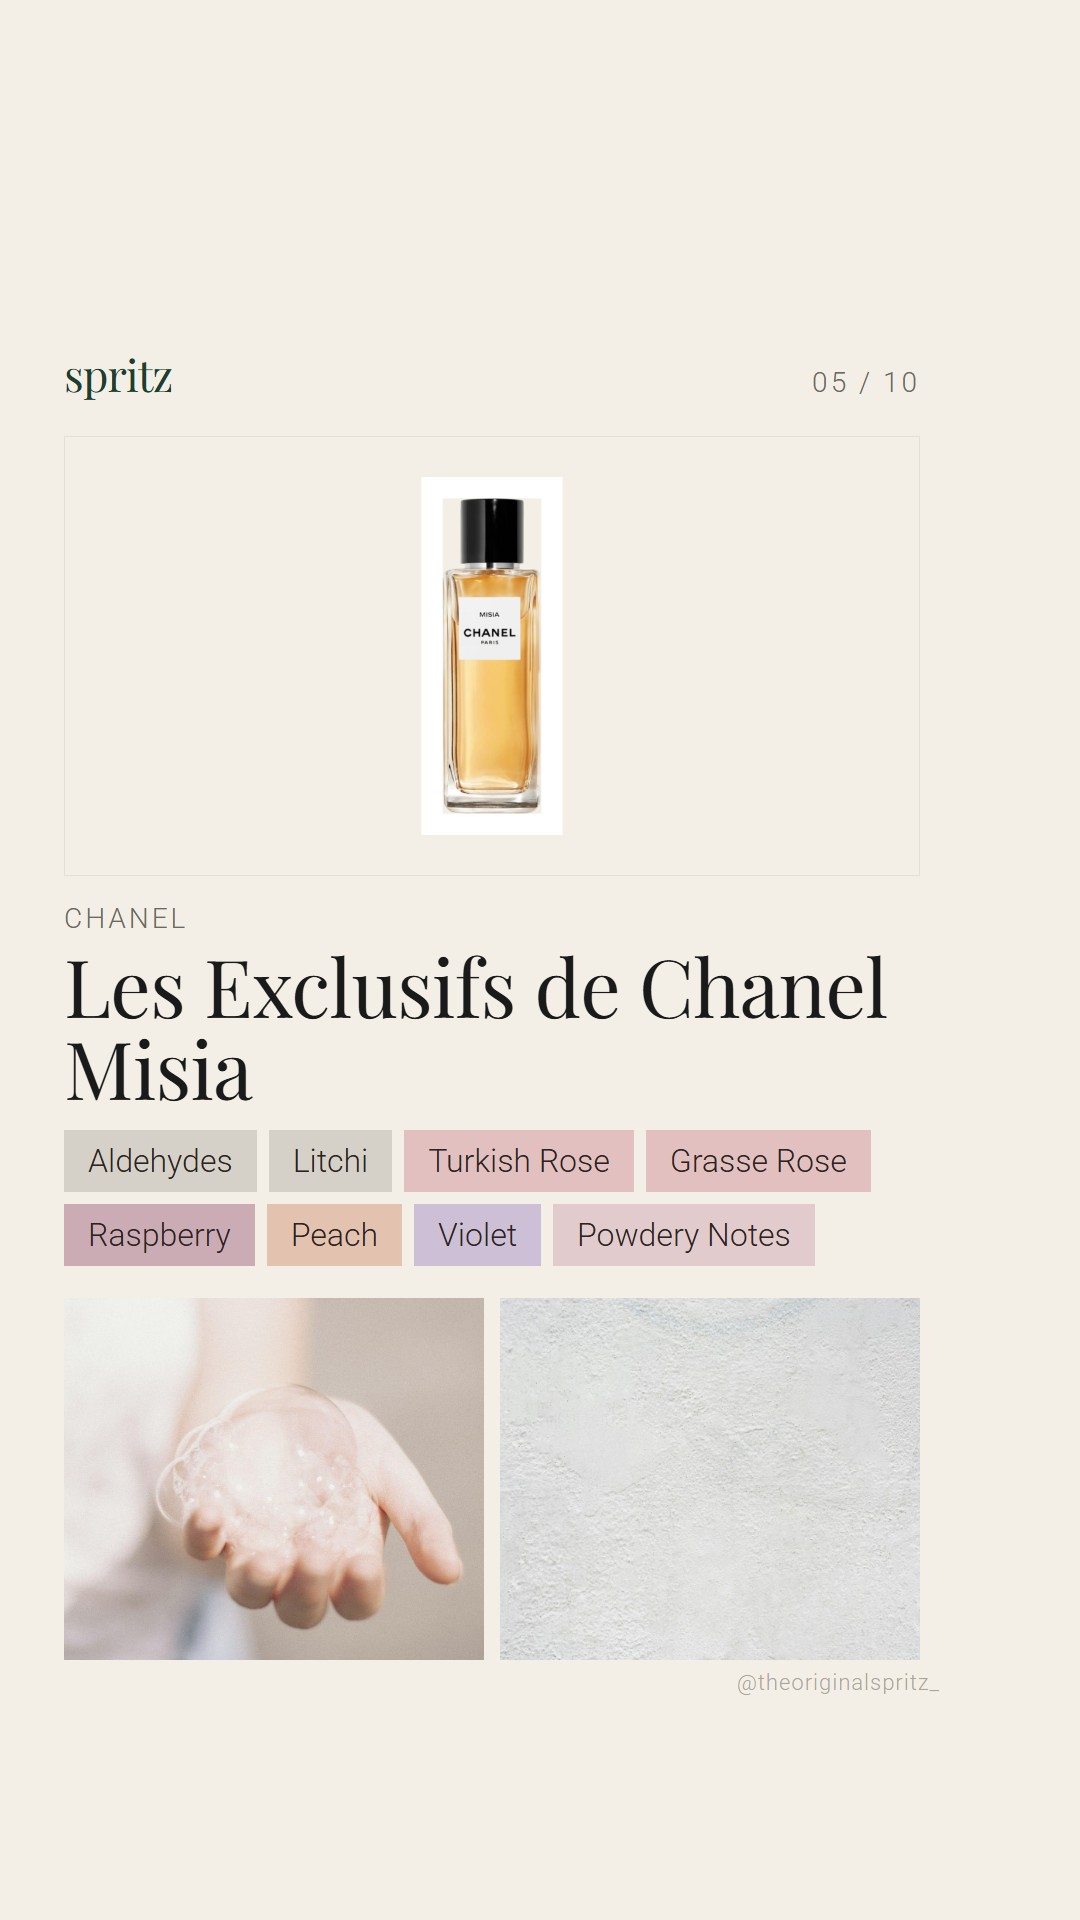 spritz
05 / 10
MISIA
CHANEL
PARIS
CHANEL
Les Exclusifs de Chanel
Misia
Aldehydes Litchi Turkish Rose Grasse Rose
Raspberry Peach Violet Powdery Notes
@theoriginalspritz_